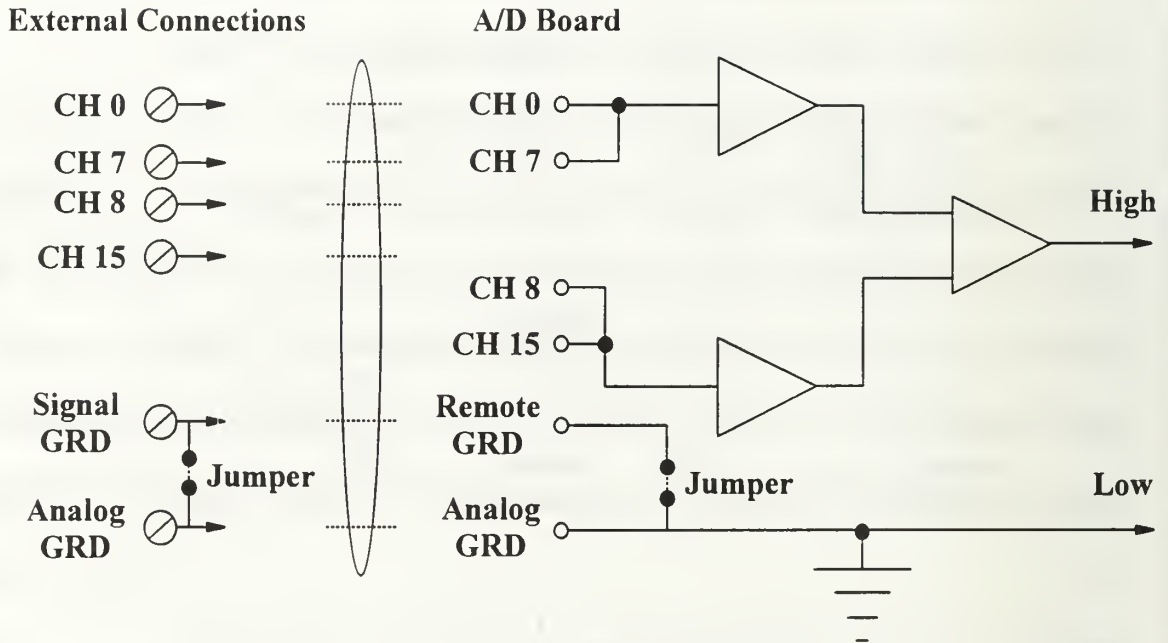 External Connections
A/D Board
CH 0
CH 7
CH 8
CH 15
Signal
GRD
Jumper
Analog
GRD
CH 0
CH 7
CH 8
CH 15
Remote
GRD
Jumper
Analog
GRD
High
Low